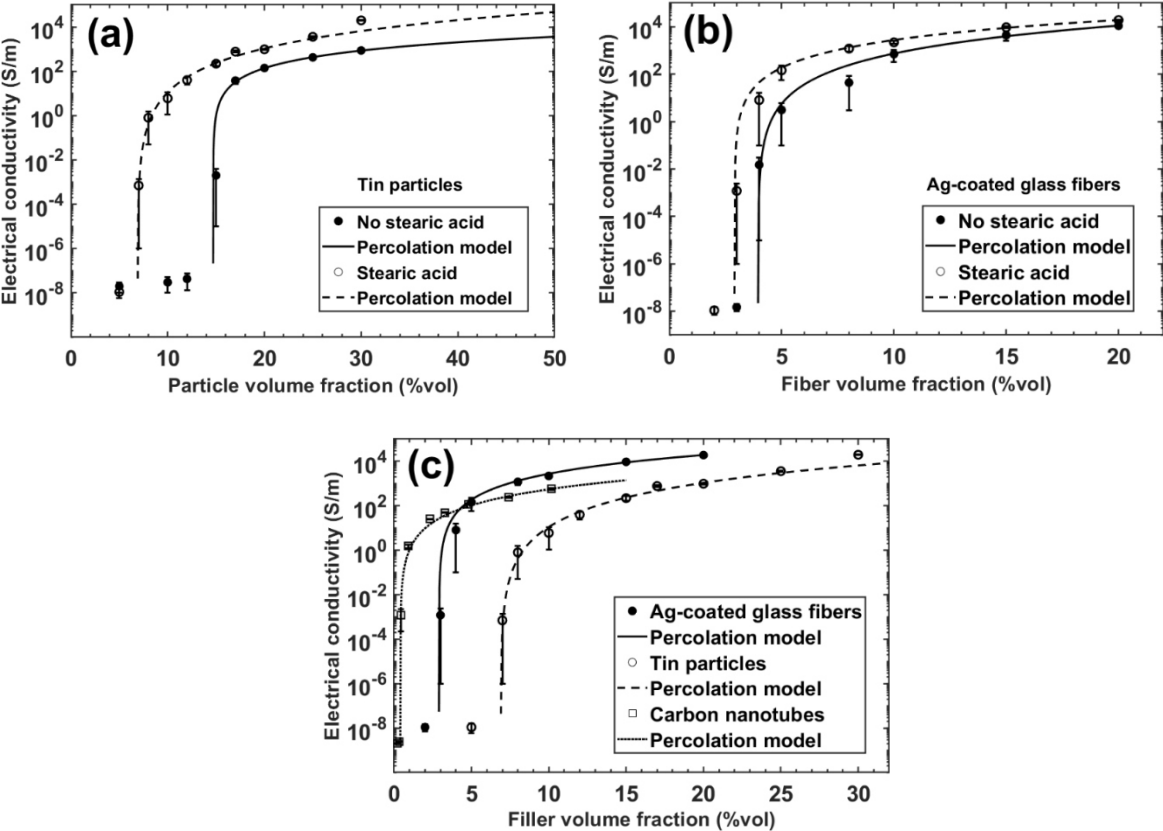 (a)
Electrical conductivity (S/m)
10^4
10^2
10^0
10^-2
10^-4
10^-6
10^-8
Tin particles
No stearic acid
Percolation model
Stearic acid
Percolation model
0 10 20 30 40 50
Particle volume fraction (%vol)
(b)
Electrical conductivity (S/m)
10^4
10^2
10^0
10^-2
10^-4
10^-6
10^-8
Ag-coated glass fibers
No stearic acid
Percolation model
Stearic acid
Percolation model
0 5 10 15 20
Fiber volume fraction (%vol)
(c)
Electrical conductivity (S/m)
10^4
10^2
10^0
10^-2
10^-4
10^-6
10^-8
Ag-coated glass fibers
Percolation model
Tin particles
Percolation model
Carbon nanotubes
Percolation model
0 5 10 15 20 25 30
Filler volume fraction (%vol)